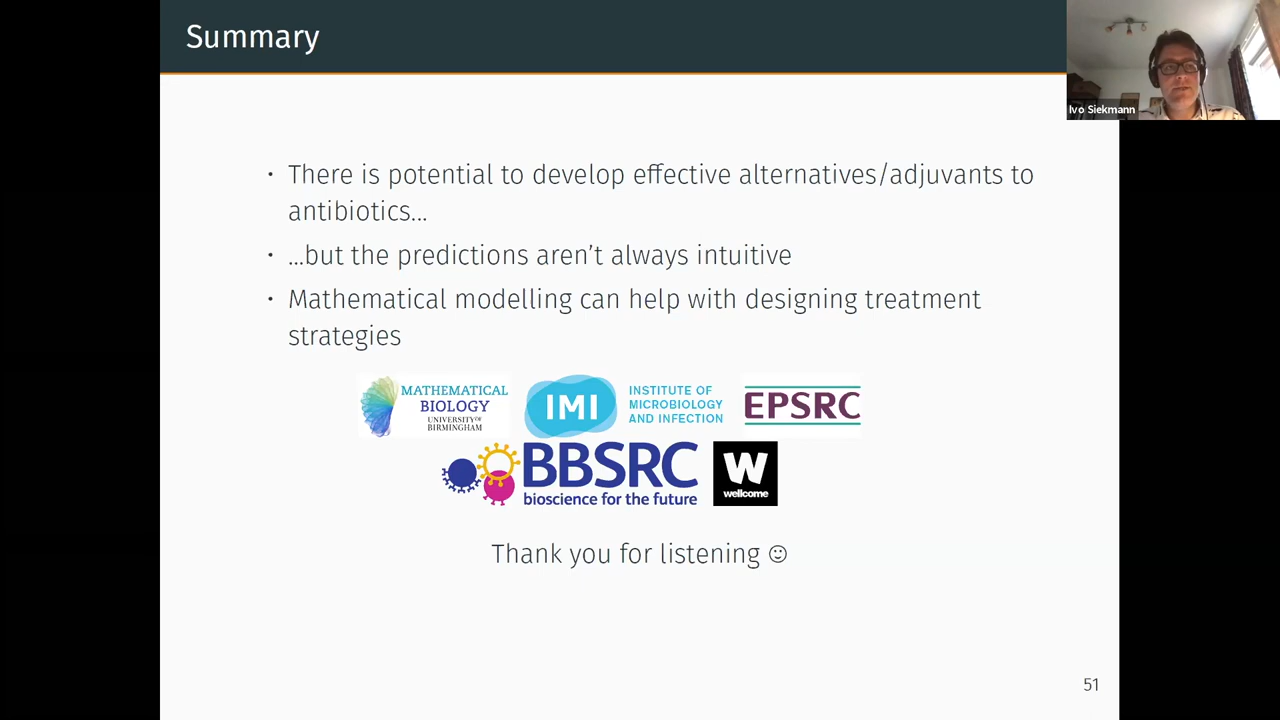 Summary
Ivo Siekmann
• There is potential to develop effective alternatives/adjuvants to
antibiotics...
• ...but the predictions aren't always intuitive
• Mathematical modelling can help with designing treatment
strategies
MATHEMATICAL
BIOLOGY
UNIVERSITY OF
BIRMINGHAM
IMI
INSTITUTE OF
MICROBIOLOGY
AND INFECTION
EPSRC
BBSRC
bioscience for the future
W
wellcome
Thank you for listening ☺
51